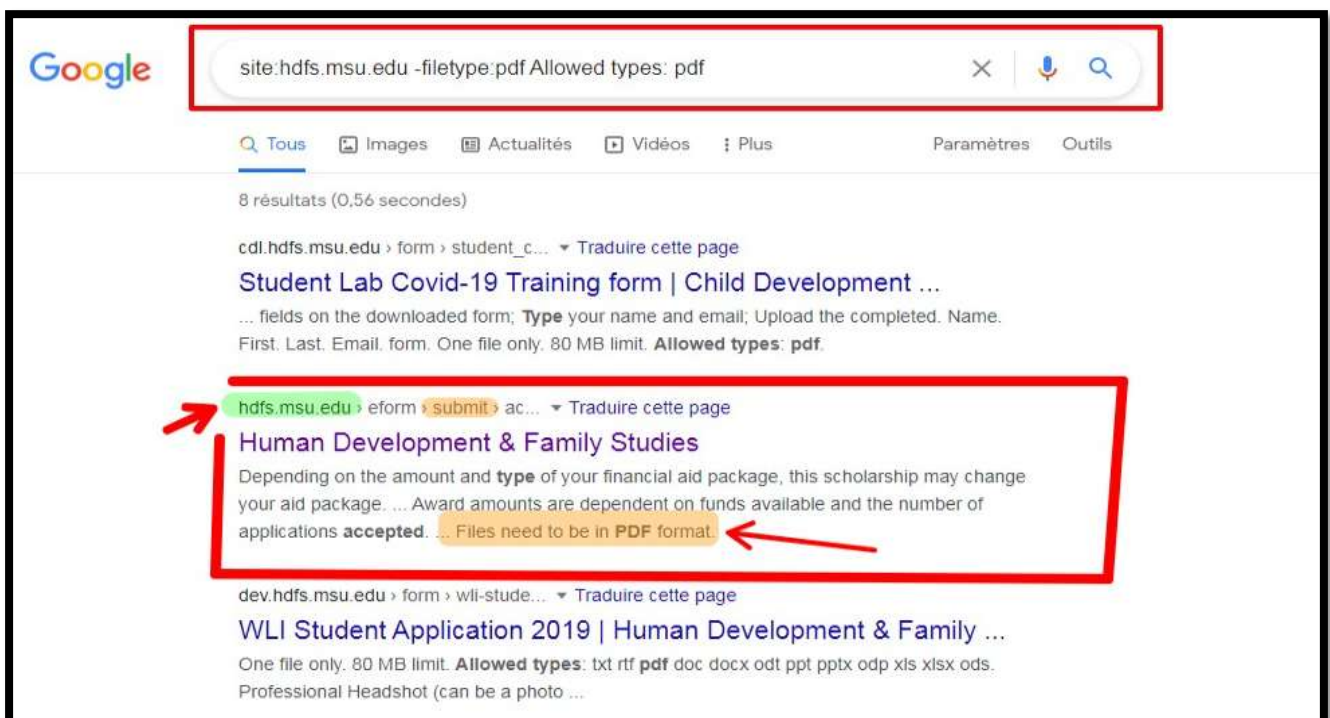 Google
site:hdfs.msu.edu -filetype:pdf Allowed types: pdf
Tous Images Actualités Vidéos Plus Paramètres Outils
8 résultats (0,56 secondes)
cdl.hdfs.msu.edu › form › student_c... Traduire cette page
Student Lab Covid-19 Training form | Child Development ...
... fields on the downloaded form; Type your name and email; Upload the completed. Name.
First. Last. Email. form. One file only. 80 MB limit. Allowed types: pdf.
hdfs.msu.edu › eform › submit › ac... Traduire cette page
Human Development & Family Studies
Depending on the amount and type of your financial aid package, this scholarship may change
your aid package. ... Award amounts are dependent on funds available and the number of
applications accepted. ... Files need to be in PDF format.
dev.hdfs.msu.edu › form › wli-stude... Traduire cette page
WLI Student Application 2019 | Human Development & Family ...
One file only. 80 MB limit. Allowed types: txt rtf pdf doc docx odt ppt pptx odp xls xlsx ods.
Professional Headshot (can be a photo ...